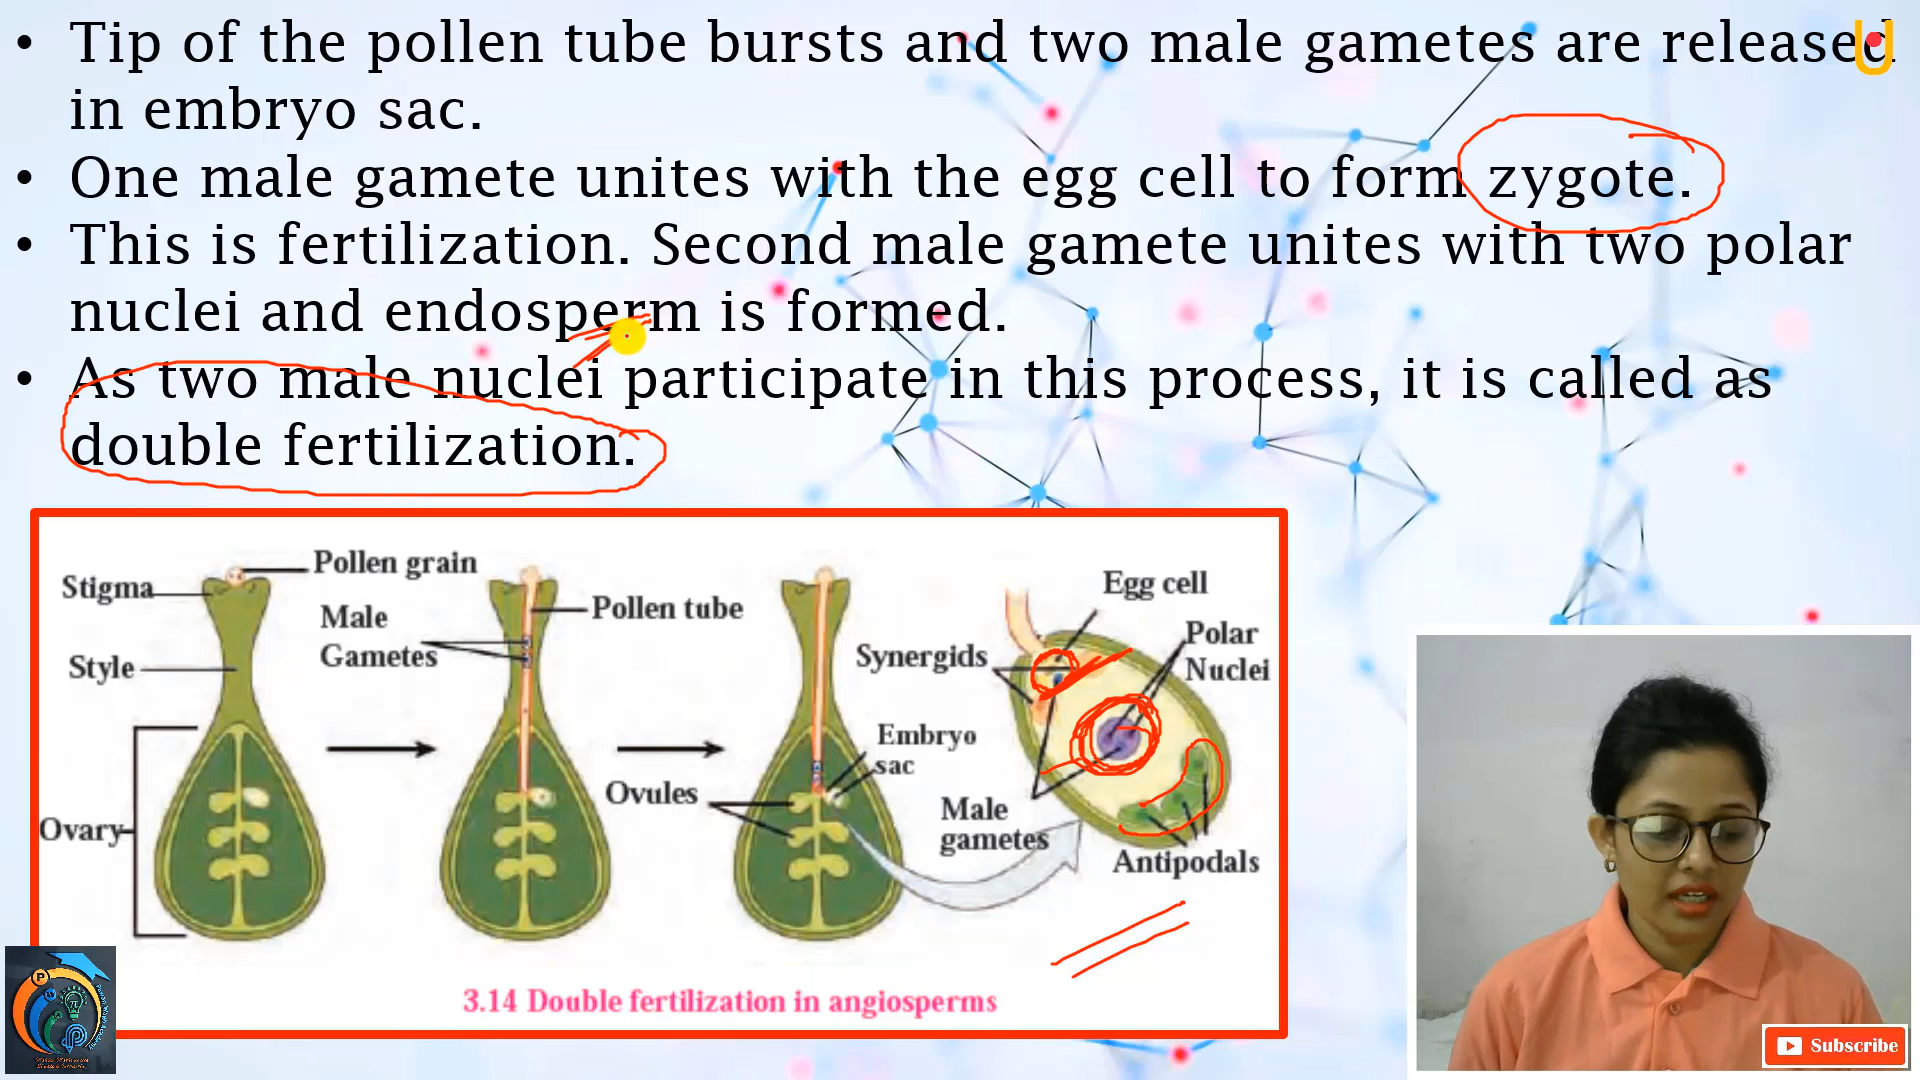 • Tip of the pollen tube bursts and two male gametes are released
in embryo sac.
• One male gamete unites with the egg cell to form zygote.
• This is fertilization. Second male gamete unites with two polar
nuclei and endosperm is formed.
• As two male nuclei participate in this process, it is called as
double fertilization.
Stigma
Pollen grain
Style
Ovary
Male
Gametes
Pollen tube
Ovules
Embryo
sac
Egg cell
Synergids
Polar
Nuclei
Male
gametes
Antipodals
3.14 Double fertilization in angiosperms
Subscribe